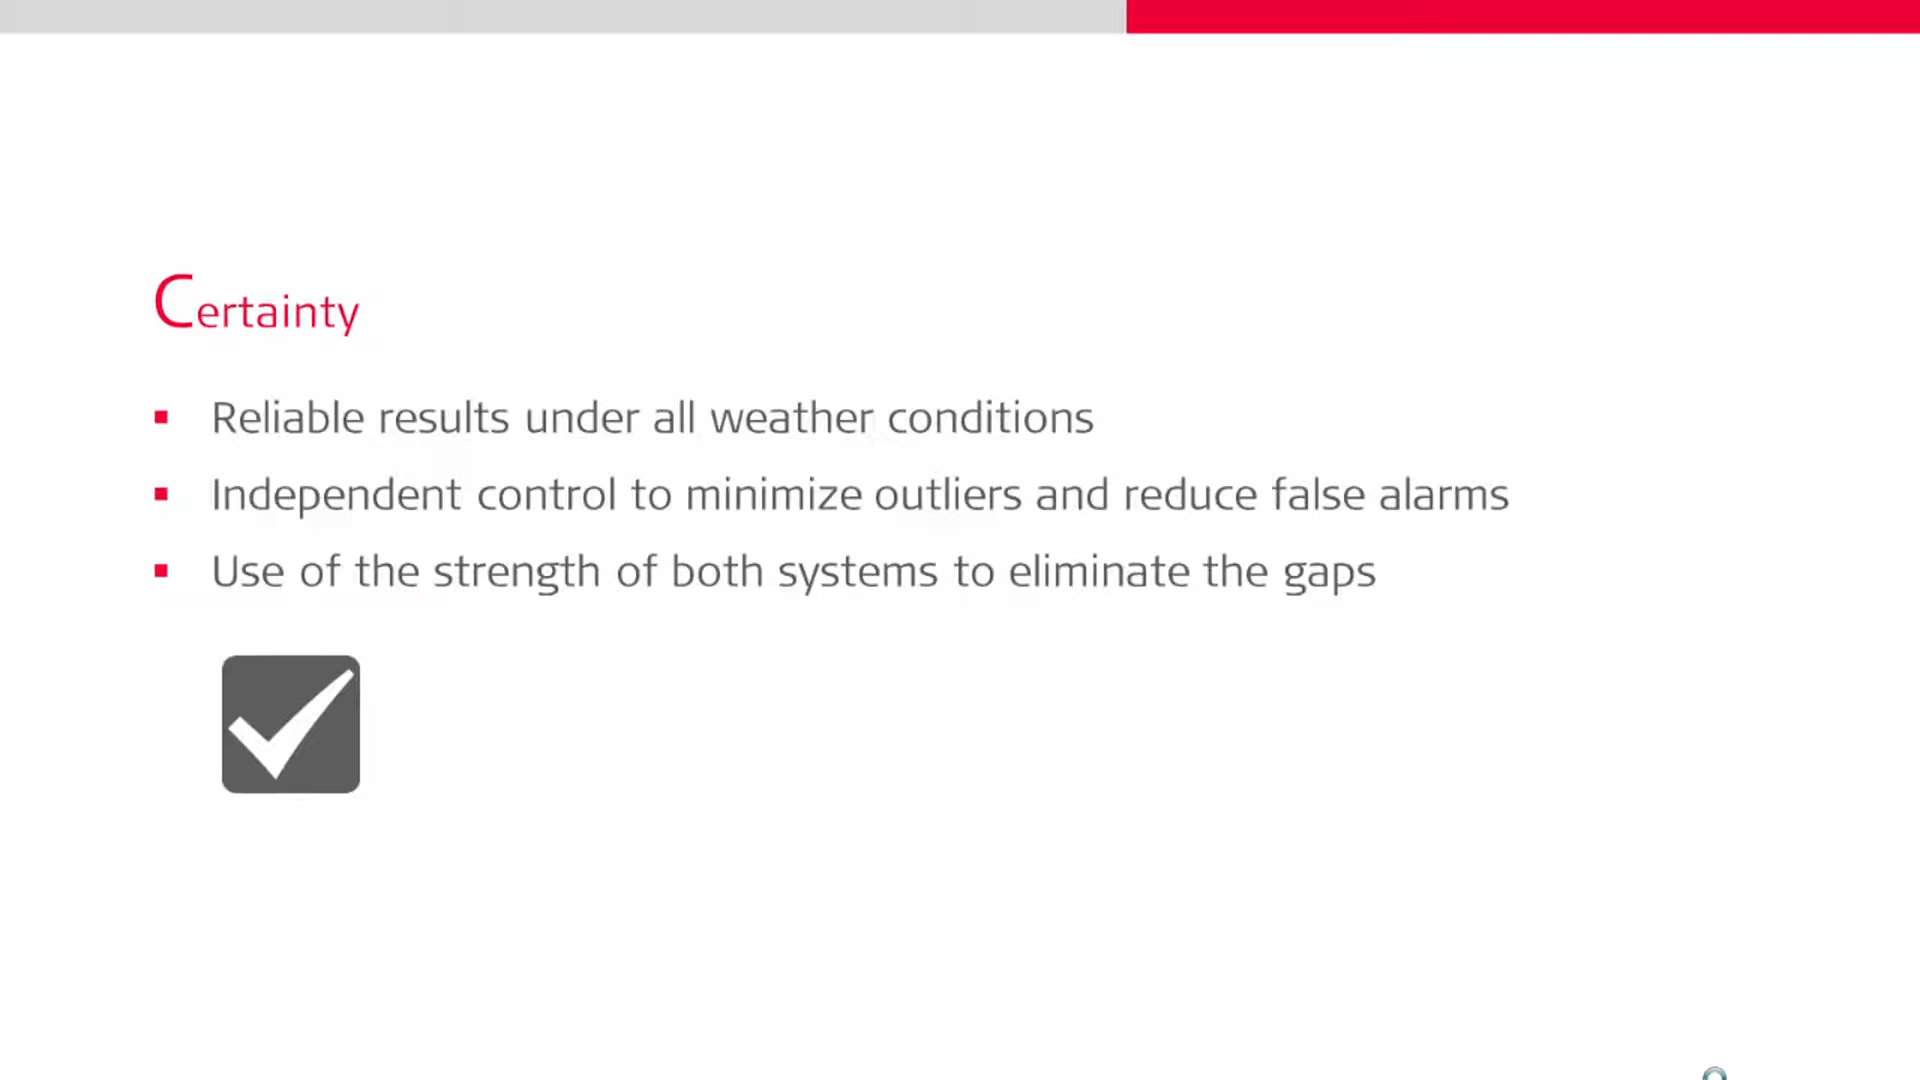 Certainty
Reliable results under all weather conditions
Independent control to minimize outliers and reduce false alarms
Use of the strength of both systems to eliminate the gaps